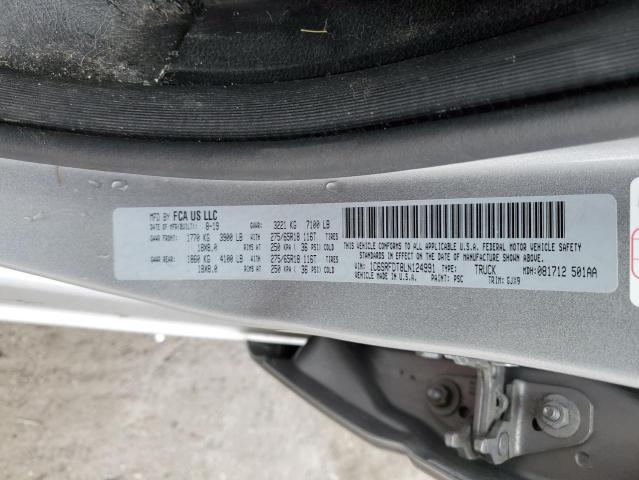 MFD BY FCA US LLC
DATE OF MFR(BUILT): 8-19 GVWR: 3221 KG 7100 LB
GAWR FRONT: 1770 KG 3900 LB WITH 275/65R18 116T TIRES
18X8.0 RIMS AT 250 KPA ( 36 PSI) COLD
GAWR REAR: 1860 KG 4100 LB WITH 275/65R18 116T TIRES
18X8.0 RIMS AT 250 KPA ( 36 PSI) COLD
THIS VEHICLE CONFORMS TO ALL APPLICABLE U.S.A. FEDERAL MOTOR VEHICLE SAFETY
STANDARDS IN EFFECT ON THE DATE OF MANUFACTURE SHOWN ABOVE.
VIN: 1C6SRFDT8LN124991 TYPE: TRUCK MDH: 081712 501AA
VEHICLE MADE IN U.S.A. PAINT: PSC TRIM: GJX9